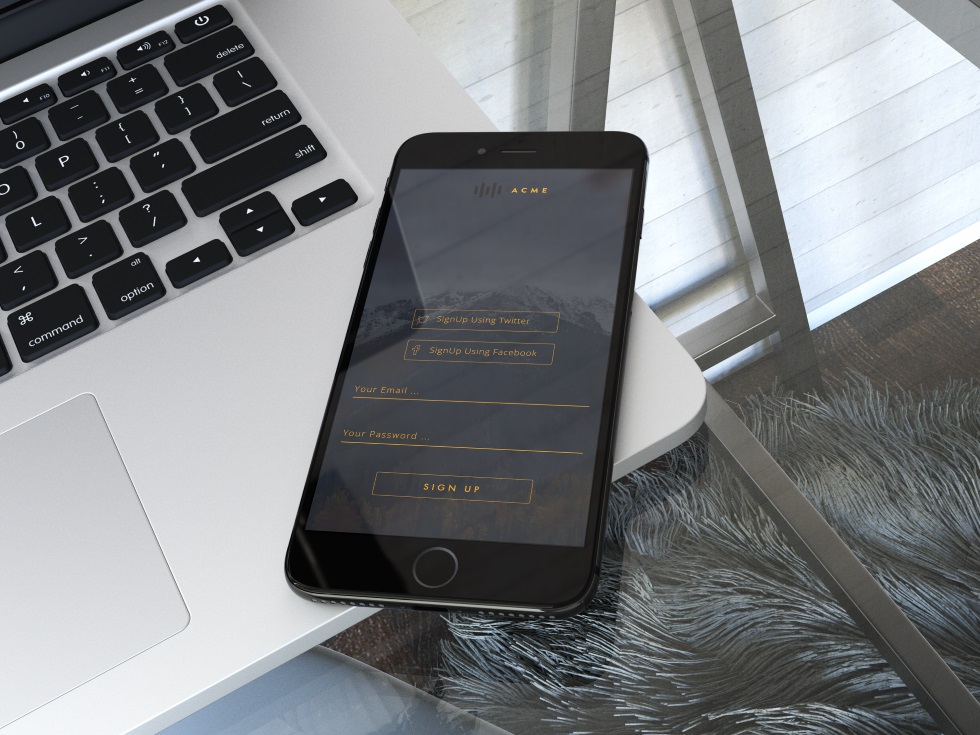 F10
F11
F12
delete
+
=
_
-
)
0
{
[
}
]
|
\
return
O
P
:
;
"
'
shift
L
<
,
>
.
?
/
⌘
command
alt
option
ACME
SignUp Using Twitter
SignUp Using Facebook
Your Email ...
Your Password ...
SIGN UP